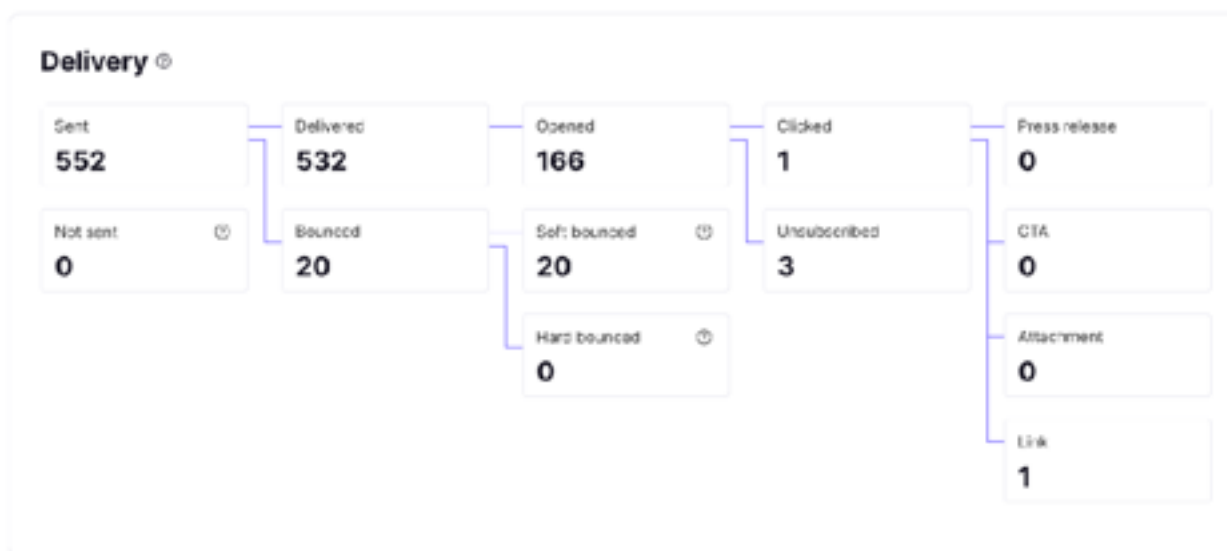 Delivery
Sent
552
Delivered
532
Opened
166
Clicked
1
Press release
0
Not sent
0
Bounced
20
Soft bounced
20
Unsubscribed
3
CTA
0
Hard bounced
0
Attachment
0
Link
1